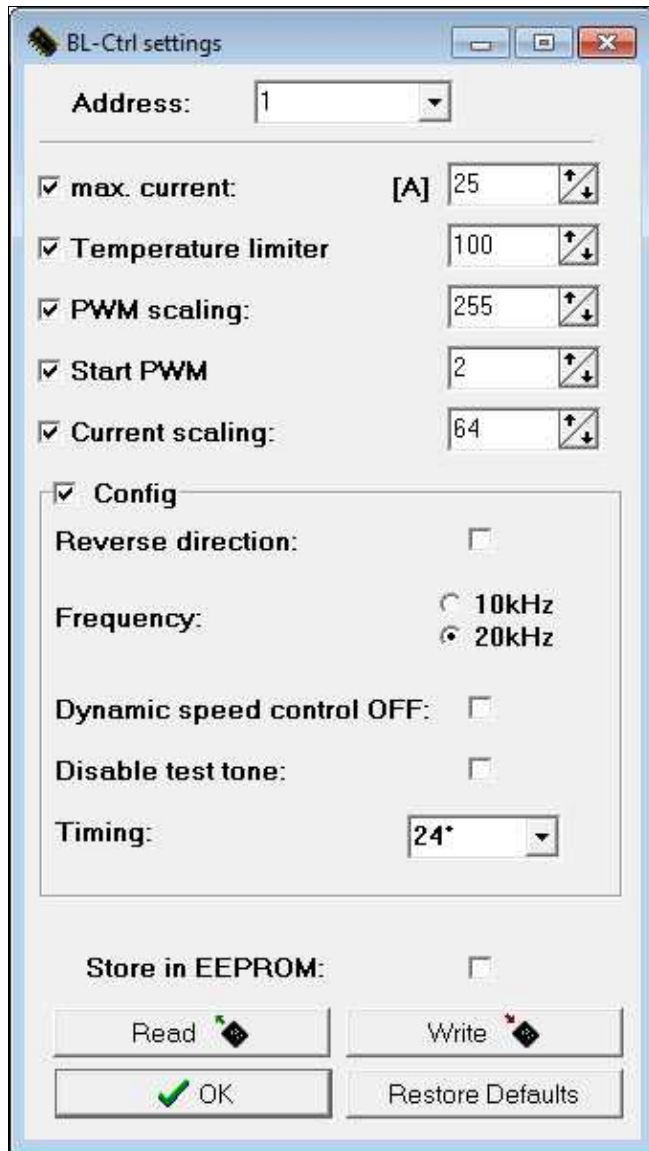 BL-Ctrl settings
Address: 1
max. current: [A] 25
Temperature limiter 100
PWM scaling: 255
Start PWM 2
Current scaling: 64
Config
Reverse direction:
Frequency: 10kHz
20kHz
Dynamic speed control OFF:
Disable test tone:
Timing: 24°
Store in EEPROM:
Read Write
OK Restore Defaults